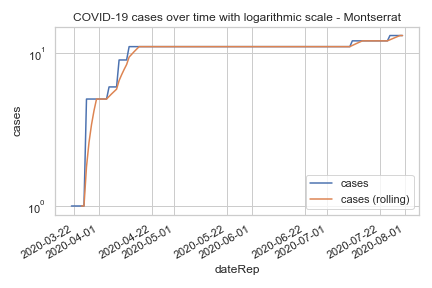 COVID-19 cases over time with logarithmic scale - Montserrat
cases
10¹
10⁰
cases
cases (rolling)
2020-03-22
2020-04-01
2020-04-22
2020-05-01
2020-05-22
2020-06-01
2020-06-22
2020-07-01
2020-07-22
2020-08-01
dateRep